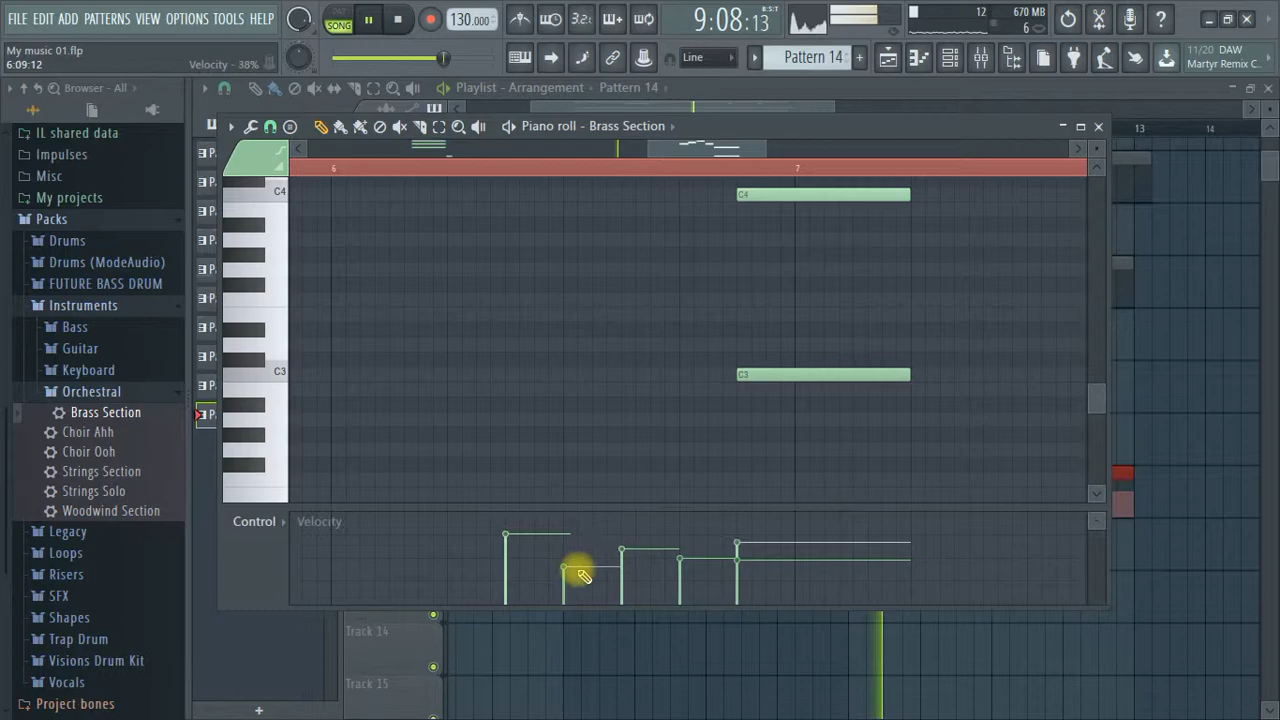 FILE EDIT ADD PATTERNS VIEW OPTIONS TOOLS HELP
PAT
SONG
130.000
3.2
9:08:13
12
670 MB
6
My music 01.flp
6:09:12
Velocity - 38%
Line
Pattern 14
11/20 DAW
Martyr Remix C..
Browser - All
Playlist - Arrangement
Pattern 14
Piano roll - Brass Section
13
14
6
7
IL shared data
Impulses
Misc
My projects
Packs
Drums
Drums (ModeAudio)
FUTURE BASS DRUM
Instruments
Bass
Guitar
Keyboard
Orchestral
Brass Section
Choir Ahh
Choir Ooh
Strings Section
Strings Solo
Woodwind Section
Legacy
Loops
Risers
SFX
Shapes
Trap Drum
Visions Drum Kit
Vocals
Project bones
C4
C4
C3
C3
Control
Velocity
Track 14
Track 15